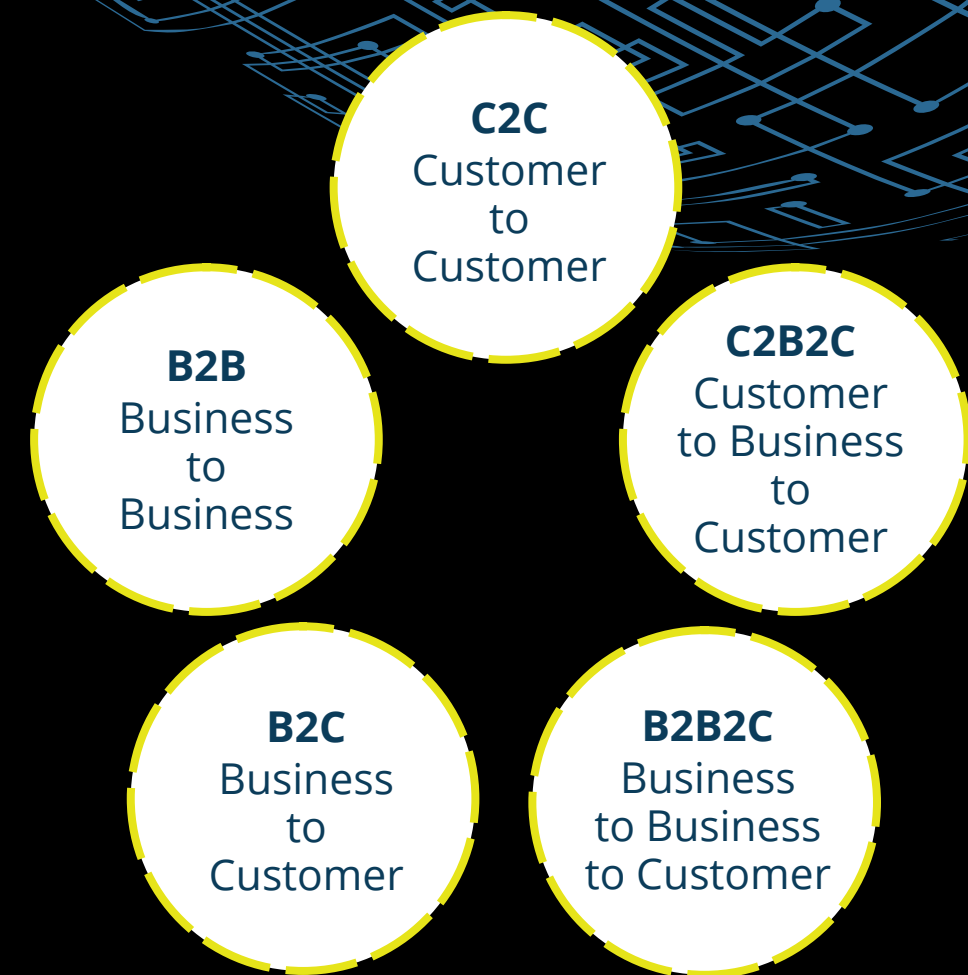 C2C
Customer
to
Customer
B2B
Business
to
Business
C2B2C
Customer
to Business
to
Customer
B2C
Business
to
Customer
B2B2C
Business
to Business
to Customer